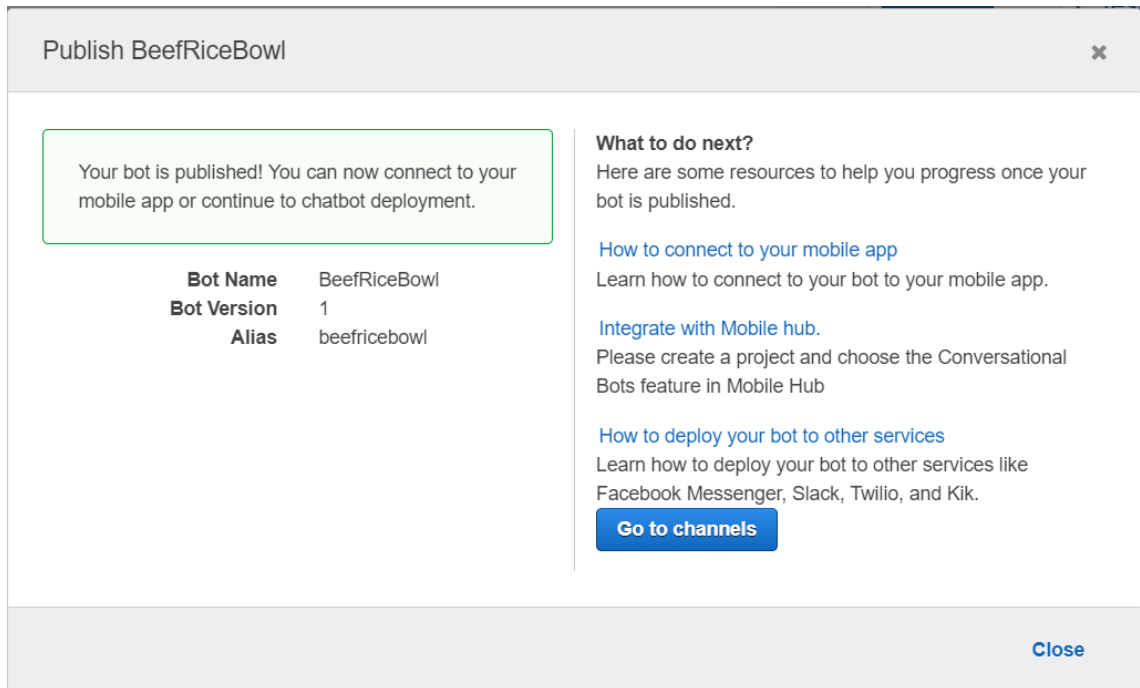 Publish BeefRiceBowl
Your bot is published! You can now connect to your
mobile app or continue to chatbot deployment.
Bot Name BeefRiceBowl
Bot Version 1
Alias beefricebowl
What to do next?
Here are some resources to help you progress once your
bot is published.
How to connect to your mobile app
Learn how to connect to your bot to your mobile app.
Integrate with Mobile hub.
Please create a project and choose the Conversational
Bots feature in Mobile Hub
How to deploy your bot to other services
Learn how to deploy your bot to other services like
Facebook Messenger, Slack, Twilio, and Kik.
Go to channels
Close